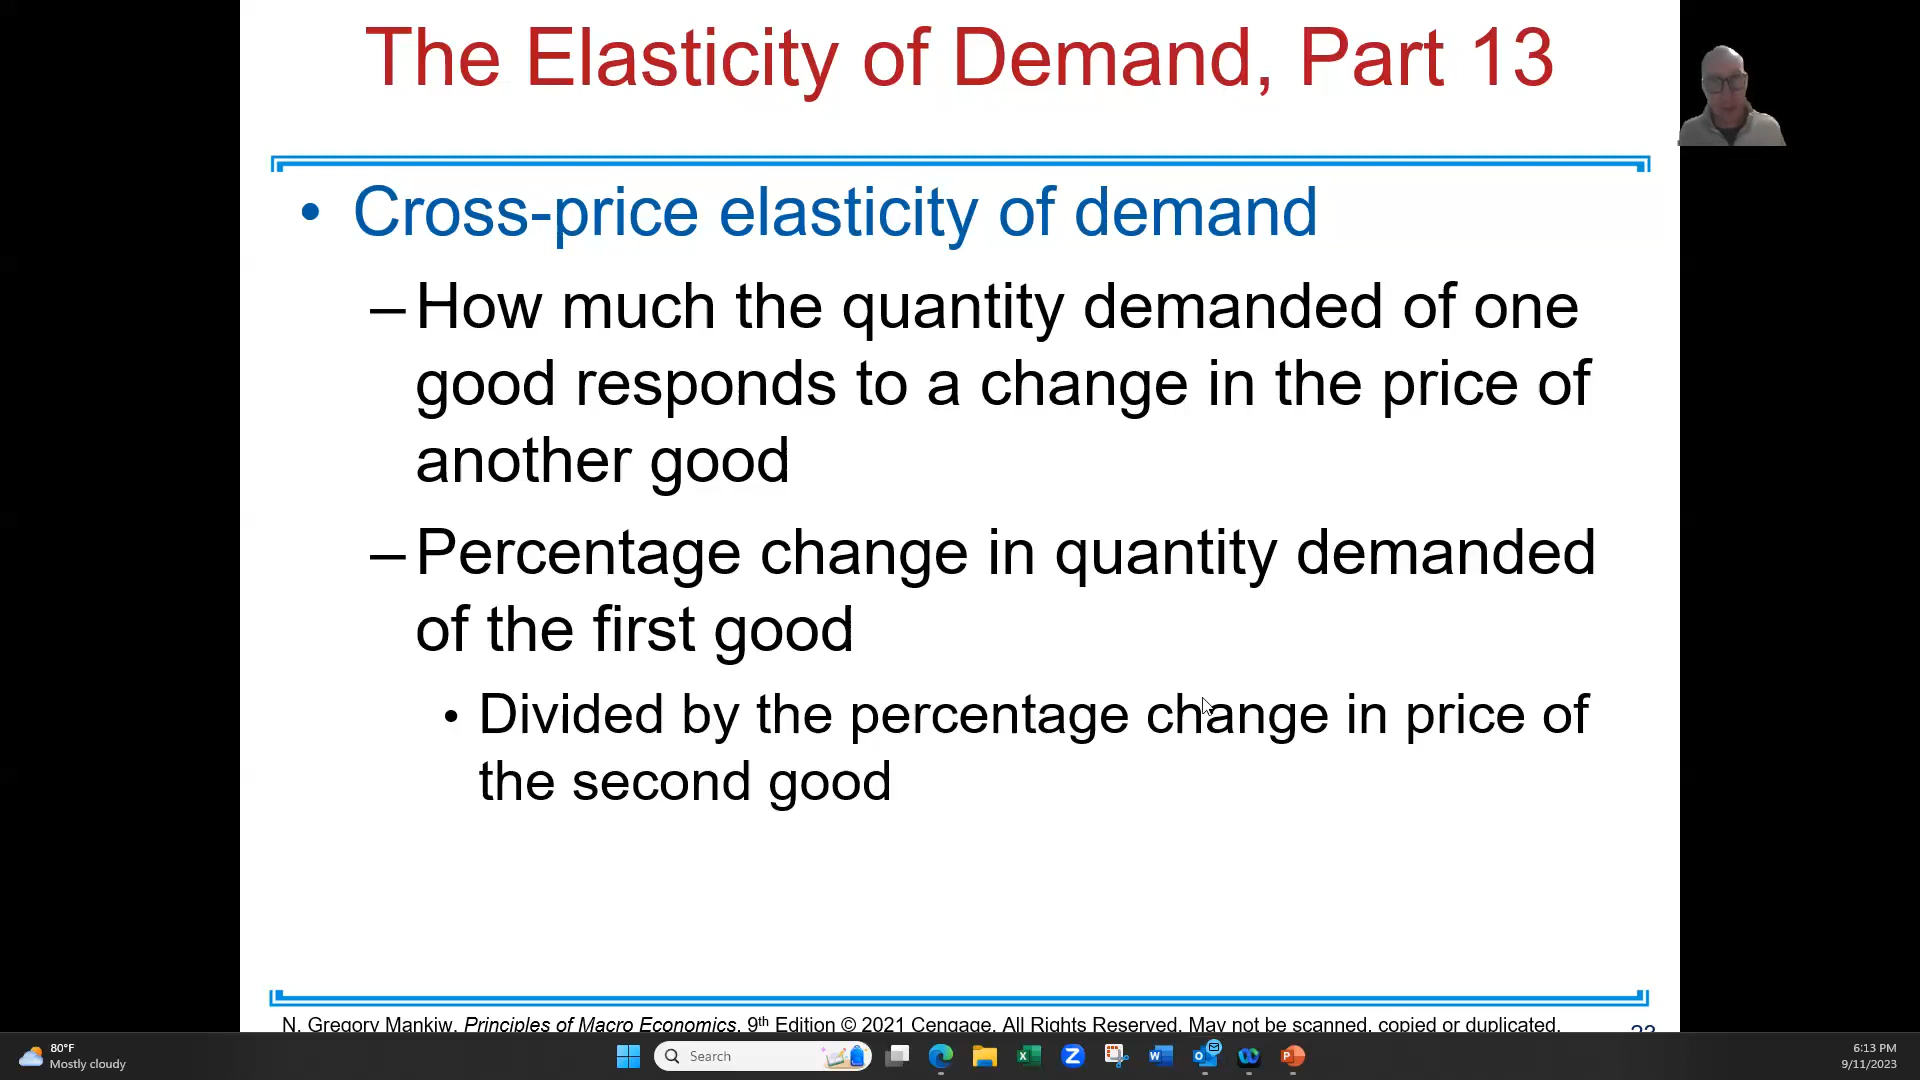 The Elasticity of Demand, Part 13
• Cross-price elasticity of demand
– How much the quantity demanded of one
good responds to a change in the price of
another good
– Percentage change in quantity demanded
of the first good
• Divided by the percentage change in price of
the second good
N. Gregory Mankiw, Principles of Macro Economics, 9th Edition © 2021 Cengage. All Rights Reserved. May not be scanned, copied or duplicated.
80°F
Mostly cloudy
Search
6:13 PM
9/11/2023